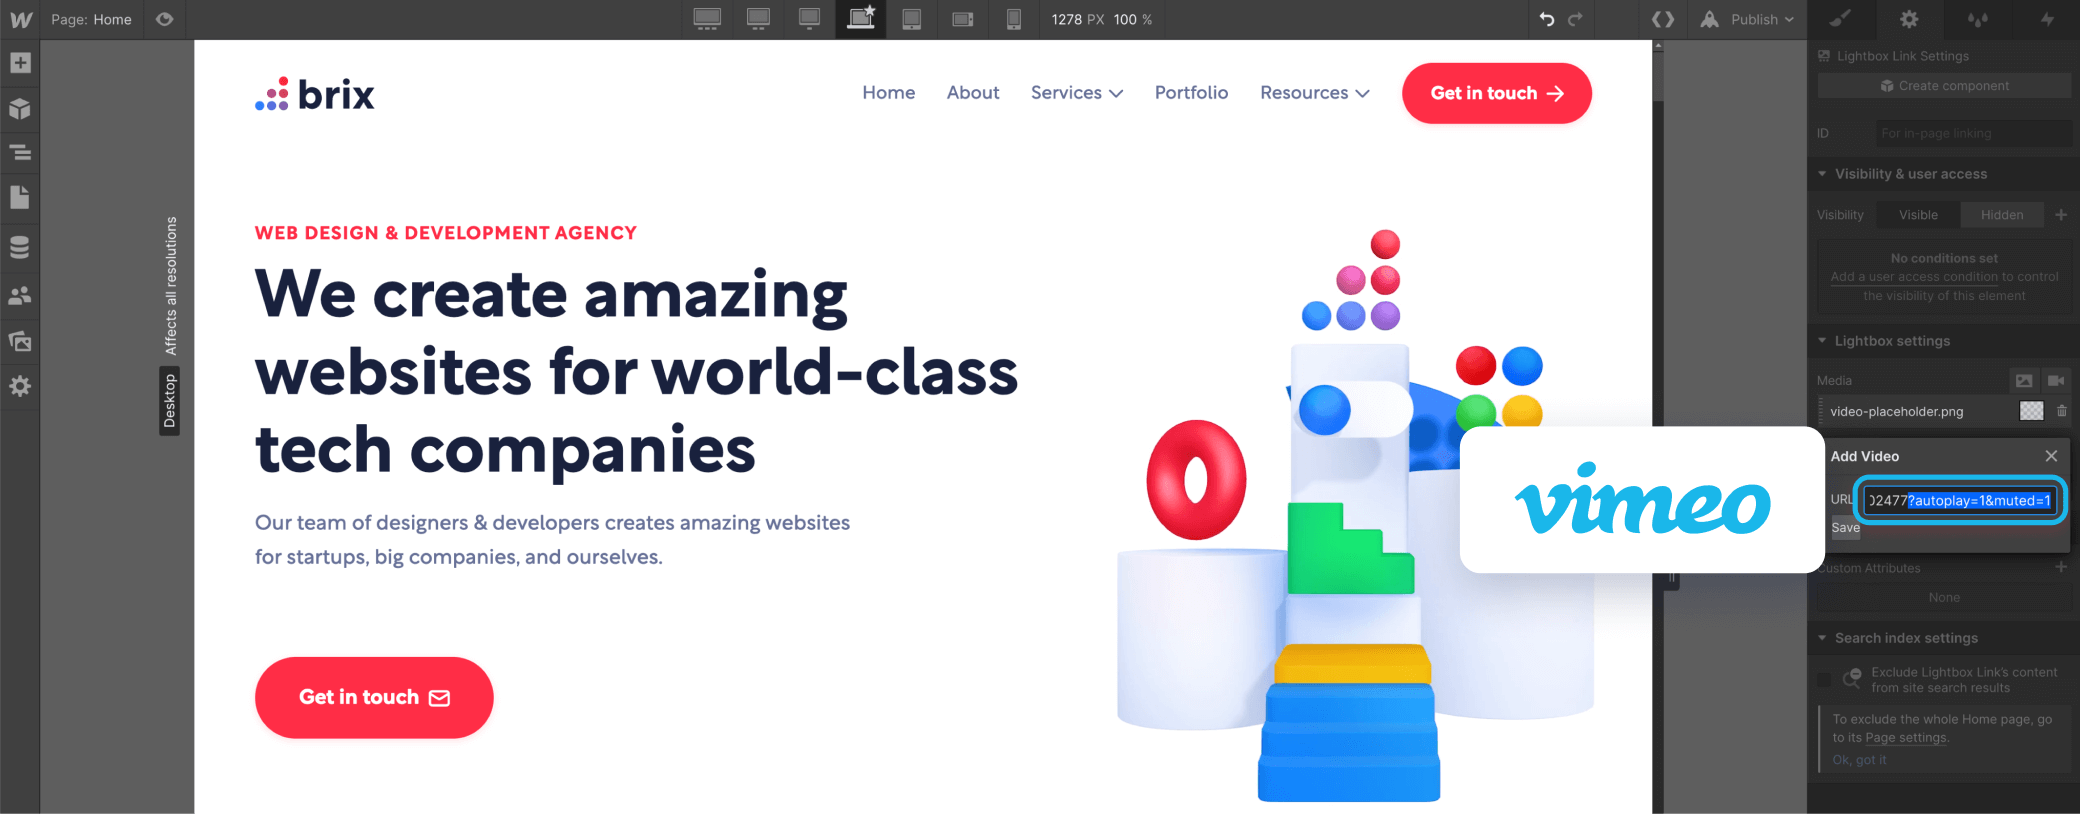 Page: Home
1278 PX 100 %
Publish
Affects all resolutions
Desktop
brix
Home
About
Services
Portfolio
Resources
Get in touch
WEB DESIGN & DEVELOPMENT AGENCY
We create amazing
websites for world-class
tech companies
Our team of designers & developers creates amazing websites
for startups, big companies, and ourselves.
Get in touch
vimeo
Lightbox Link Settings
Create component
ID
For in-page linking
Visibility & user access
Visibility
Visible
Hidden
No conditions set
Add a user access condition to control
the visibility of this element
Lightbox settings
Media
video-placeholder.png
Add Video
URL
02477?autoplay=1&muted=1
Save
Custom Attributes
None
Search index settings
Exclude Lightbox Link's content
from site search results
To exclude the whole Home page, go
to its Page settings.
Ok, got it